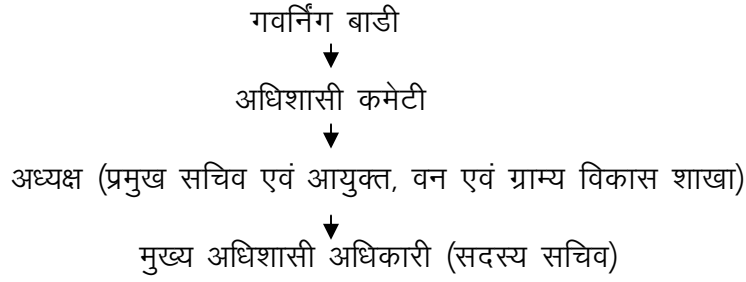 गवर्निंग बाडी
अधिशासी कमेटी
अध्यक्ष (प्रमुख सचिव एवं आयुक्त, वन एवं ग्राम्य विकास शाखा)
मुख्य अधिशासी अधिकारी (सदस्य सचिव)